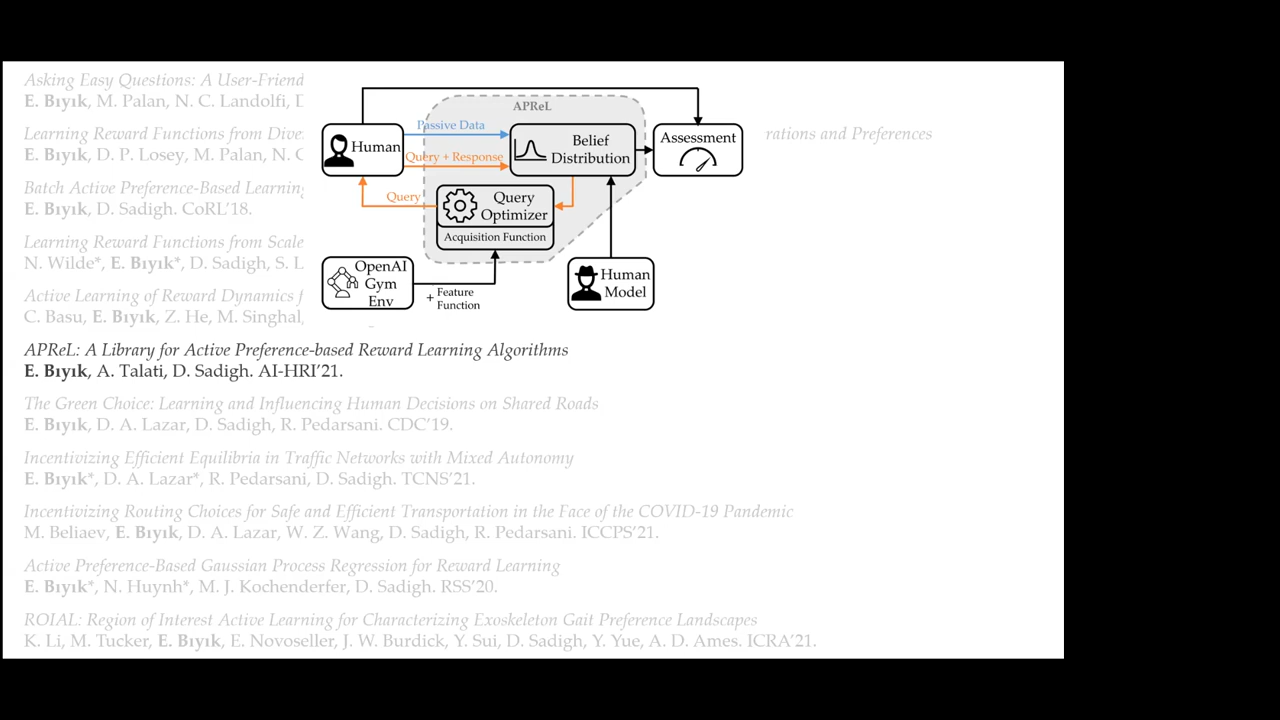 Asking Easy Questions: A User-Friend
E. Bıyık, M. Palan, N. C. Landolfi, D
Learning Reward Functions from Dive
rations and Preferences
E. Bıyık, D. P. Losey, M. Palan, N. C
Batch Active Preference-Based Learning
E. Bıyık, D. Sadigh. CoRL'18.
Learning Reward Functions from Scale
N. Wilde*, E. Bıyık*, D. Sadigh, S. L
Active Learning of Reward Dynamics f
C. Basu, E. Bıyık, Z. He, M. Singhal,
APReL
Passive Data
Human
Belief
Distribution
Assessment
Query + Response
Query
Query
Optimizer
Acquisition Function
OpenAI
Gym
Env
+ Feature
Function
Human
Model
APReL: A Library for Active Preference-based Reward Learning Algorithms
E. Bıyık, A. Talati, D. Sadigh. AI-HRI'21.
The Green Choice: Learning and Influencing Human Decisions on Shared Roads
E. Bıyık, D. A. Lazar, D. Sadigh, R. Pedarsani. CDC'19.
Incentivizing Efficient Equilibria in Traffic Networks with Mixed Autonomy
E. Bıyık*, D. A. Lazar*, R. Pedarsani, D. Sadigh. TCNS'21.
Incentivizing Routing Choices for Safe and Efficient Transportation in the Face of the COVID-19 Pandemic
M. Beliaev, E. Bıyık, D. A. Lazar, W. Z. Wang, D. Sadigh, R. Pedarsani. ICCPS'21.
Active Preference-Based Gaussian Process Regression for Reward Learning
E. Bıyık*, N. Huynh*, M. J. Kochenderfer, D. Sadigh. RSS'20.
ROIAL: Region of Interest Active Learning for Characterizing Exoskeleton Gait Preference Landscapes
K. Li, M. Tucker, E. Bıyık, E. Novoseller, J. W. Burdick, Y. Sui, D. Sadigh, Y. Yue, A. D. Ames. ICRA'21.